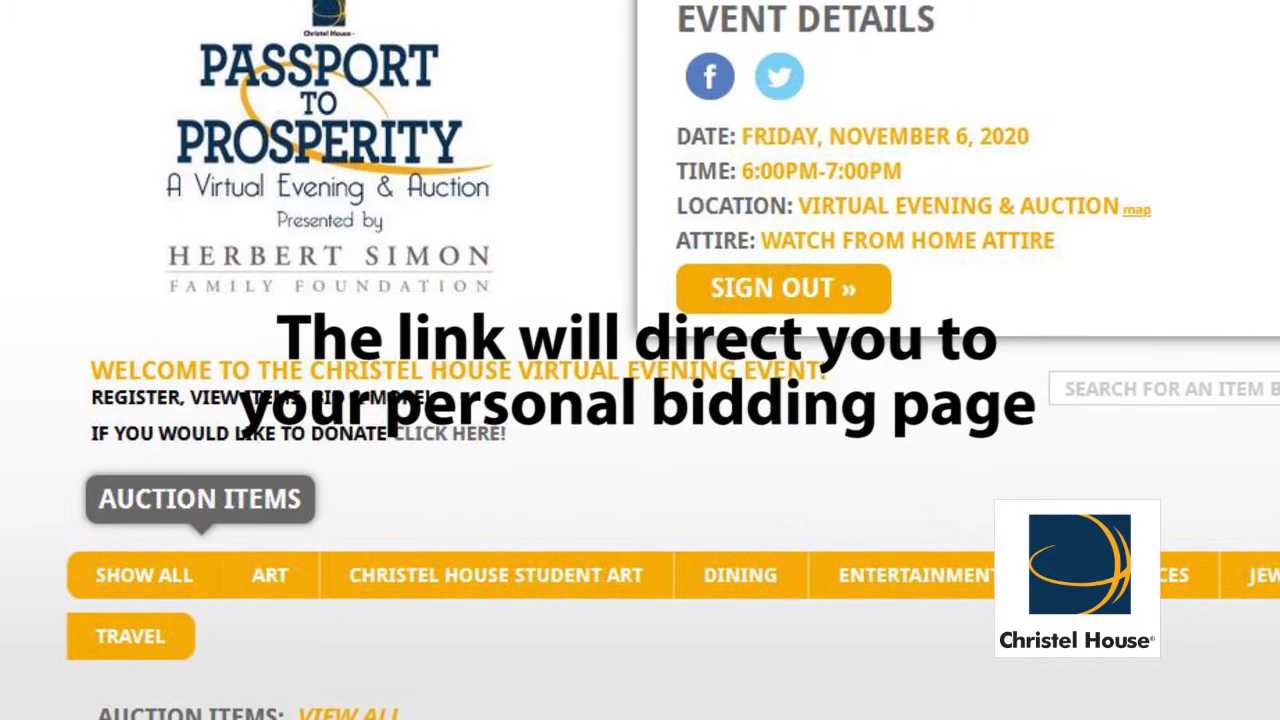 Christel House
PASSPORT
TO
PROSPERITY
A Virtual Evening & Auction
Presented by
HERBERT SIMON
FAMILY FOUNDATION
EVENT DETAILS
f
DATE: FRIDAY, NOVEMBER 6, 2020
TIME: 6:00PM-7:00PM
LOCATION: VIRTUAL EVENING & AUCTION map
ATTIRE: WATCH FROM HOME ATTIRE
SIGN OUT »
The link will direct you to
your personal bidding page
WELCOME TO THE CHRISTEL HOUSE VIRTUAL EVENING EVENT!
REGISTER, VIEW ITEMS, BID & MORE!
IF YOU WOULD LIKE TO DONATE CLICK HERE!
SEARCH FOR AN ITEM B
AUCTION ITEMS
SHOW ALL ART CHRISTEL HOUSE STUDENT ART DINING ENTERTAINMENT CES JEW
TRAVEL
Christel House®
AUCTION ITEMS: VIEW ALL